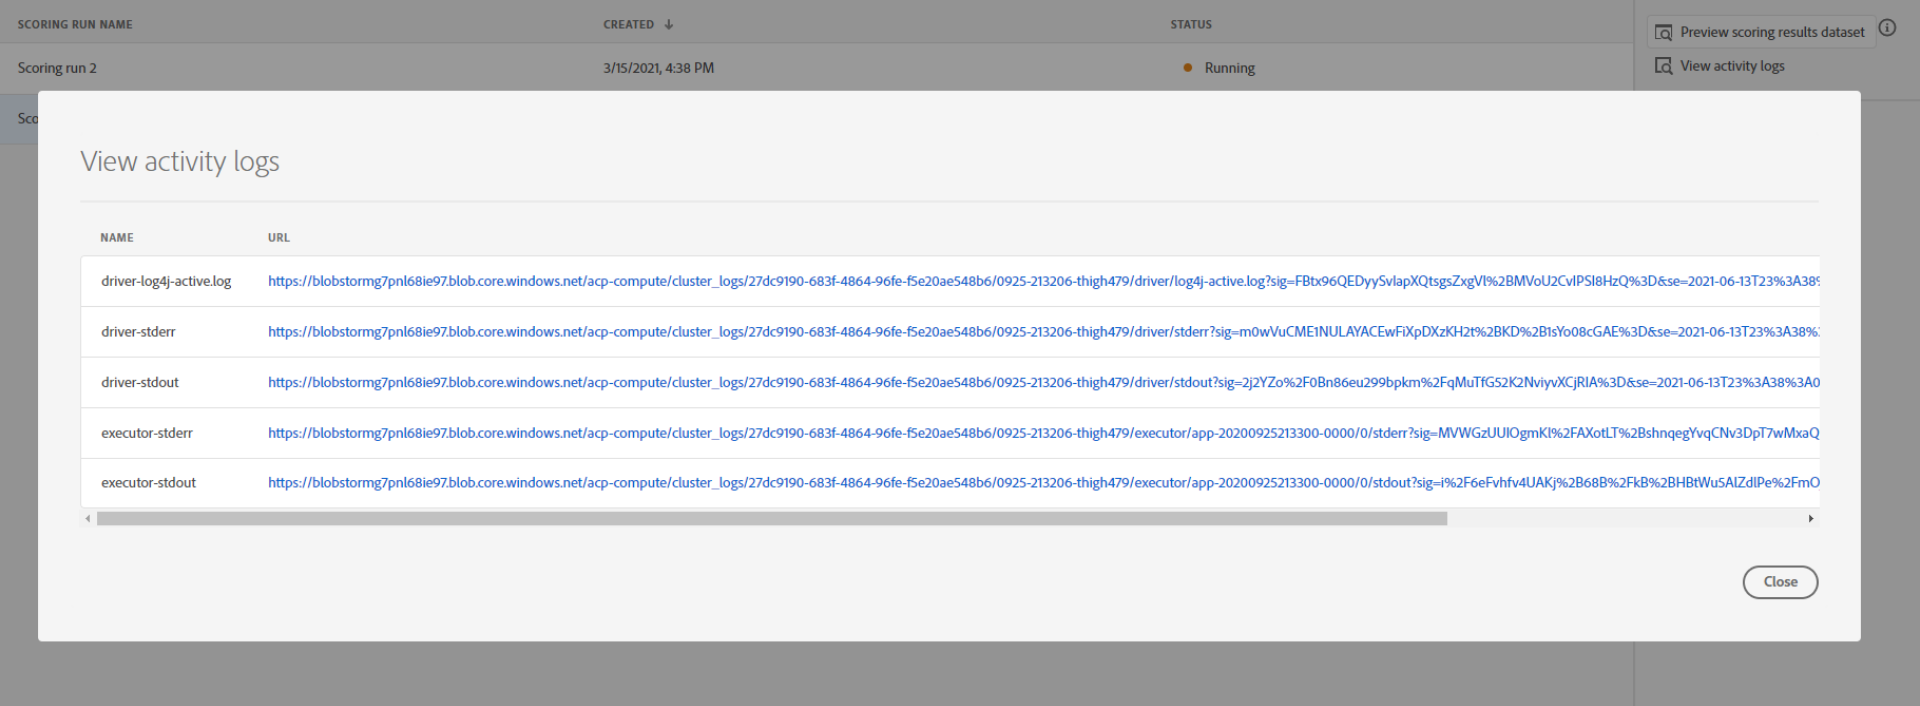 SCORING RUN NAME CREATED ↓ STATUS
Preview scoring results dataset
Scoring run 2 3/15/2021, 4:38 PM Running
View activity logs
Sco
View activity logs
NAME URL
driver-log4j-active.log https://blobstormg7pnl68ie97.blob.core.windows.net/acp-compute/cluster_logs/27dc9190-683f-4864-96fe-f5e20ae548b6/0925-213206-thigh479/driver/log4j-active.log?sig=FBtx96QEDyySvlapXQtsgsZxgVl%2BMVoU2CvlPSl8HzQ%3D&se=2021-06-13T23%3A38%
driver-stderr https://blobstormg7pnl68ie97.blob.core.windows.net/acp-compute/cluster_logs/27dc9190-683f-4864-96fe-f5e20ae548b6/0925-213206-thigh479/driver/stderr?sig=m0wVuCME1NULAYACEwFiXpDXzKH2t%2BKD%2B1sYo08cGAE%3D&se=2021-06-13T23%3A38%
driver-stdout https://blobstormg7pnl68ie97.blob.core.windows.net/acp-compute/cluster_logs/27dc9190-683f-4864-96fe-f5e20ae548b6/0925-213206-thigh479/driver/stdout?sig=2j2YZo%2F0Bn86eu299bpkm%2FqMuTfG52K2NviyvXCjRIA%3D&se=2021-06-13T23%3A38%3A0
executor-stderr https://blobstormg7pnl68ie97.blob.core.windows.net/acp-compute/cluster_logs/27dc9190-683f-4864-96fe-f5e20ae548b6/0925-213206-thigh479/executor/app-20200925213300-0000/0/stderr?sig=MVWGzUUlOgmKl%2FAXotLT%2BshnqegYvqCNv3DpT7wMxaQ
executor-stdout https://blobstormg7pnl68ie97.blob.core.windows.net/acp-compute/cluster_logs/27dc9190-683f-4864-96fe-f5e20ae548b6/0925-213206-thigh479/executor/app-20200925213300-0000/0/stdout?sig=i%2F6eFvhfv4UAKj%2B68B%2FkB%2BHBtWu5AlZdlPe%2FmO
Close